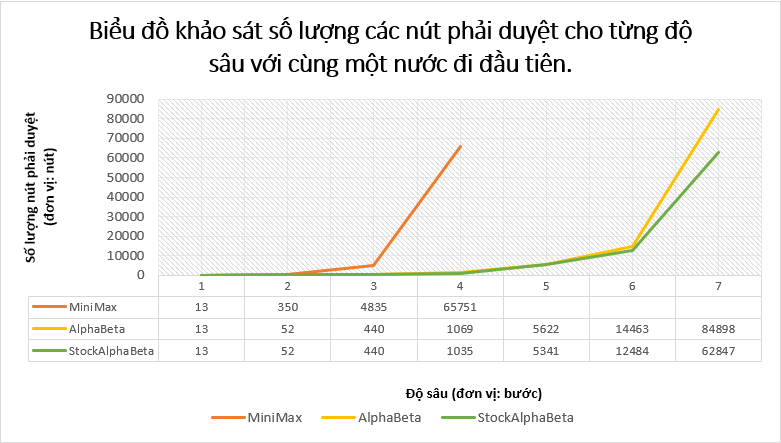 Biểu đồ khảo sát số lượng các nút phải duyệt cho từng độ
sâu với cùng một nước đi đầu tiên.
Số lượng nút phải duyệt
(đơn vị: nút)
90000
80000
70000
60000
50000
40000
30000
20000
10000
0
1 2 3 4 5 6 7
MiniMax 13 350 4835 65751
AlphaBeta 13 52 440 1069 5622 14463 84898
StockAlphaBeta 13 52 440 1035 5341 12484 62847
Độ sâu (đơn vị: bước)
MiniMax AlphaBeta StockAlphaBeta